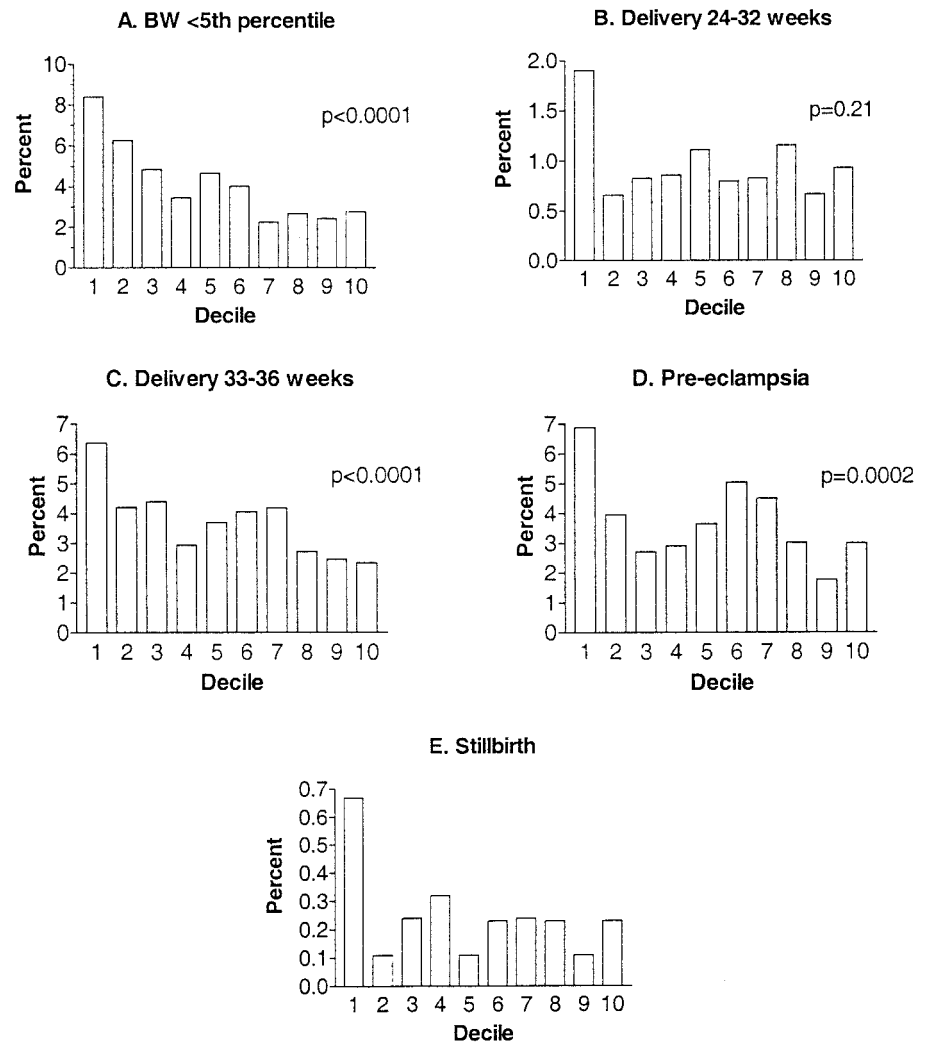 A. BW <5th percentile
10
8
6
4
2
0
Percent
p<0.0001
1 2 3 4 5 6 7 8 9 10
Decile
B. Delivery 24-32 weeks
2.0
1.5
1.0
0.5
0.0
Percent
p=0.21
1 2 3 4 5 6 7 8 9 10
Decile
C. Delivery 33-36 weeks
7
6
5
4
3
2
1
0
Percent
p<0.0001
1 2 3 4 5 6 7 8 9 10
Decile
D. Pre-eclampsia
7
6
5
4
3
2
1
0
Percent
p=0.0002
1 2 3 4 5 6 7 8 9 10
Decile
E. Stillbirth
0.7
0.6
0.5
0.4
0.3
0.2
0.1
0.0
Percent
1 2 3 4 5 6 7 8 9 10
Decile